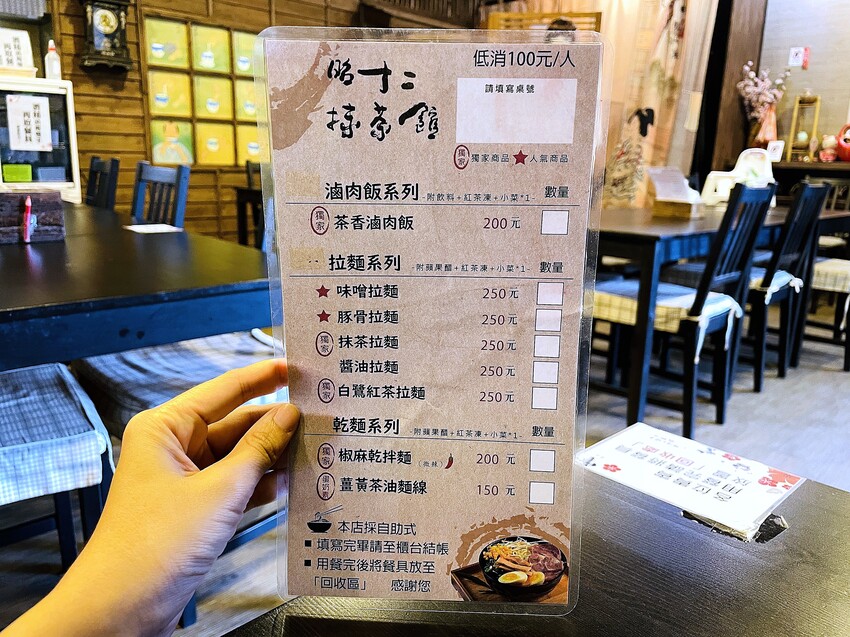 低消100元/人
昭十二
揉茶館
請填寫桌號
獨家 獨家商品 ★人氣商品
滷肉飯系列 -附飲料+紅茶凍+小菜*1- 數量
獨家 茶香滷肉飯 200元
拉麵系列 -附蘋果醋+紅茶凍+小菜*1- 數量
★ 味噌拉麵 250元
★ 豚骨拉麵 250元
獨家 抹茶拉麵 250元
醬油拉麵 250元
獨家 白鷺紅茶拉麵 250元
乾麵系列 -附蘋果醋+紅茶凍+小菜*1- 數量
獨家 椒麻乾拌麵 (微辣) 200元
蛋奶素 薑黃茶油麵線 150元
本店採自助式
■ 填寫完畢請至櫃台結帳
■ 用餐完後將餐具放至
「回收區」 感謝您